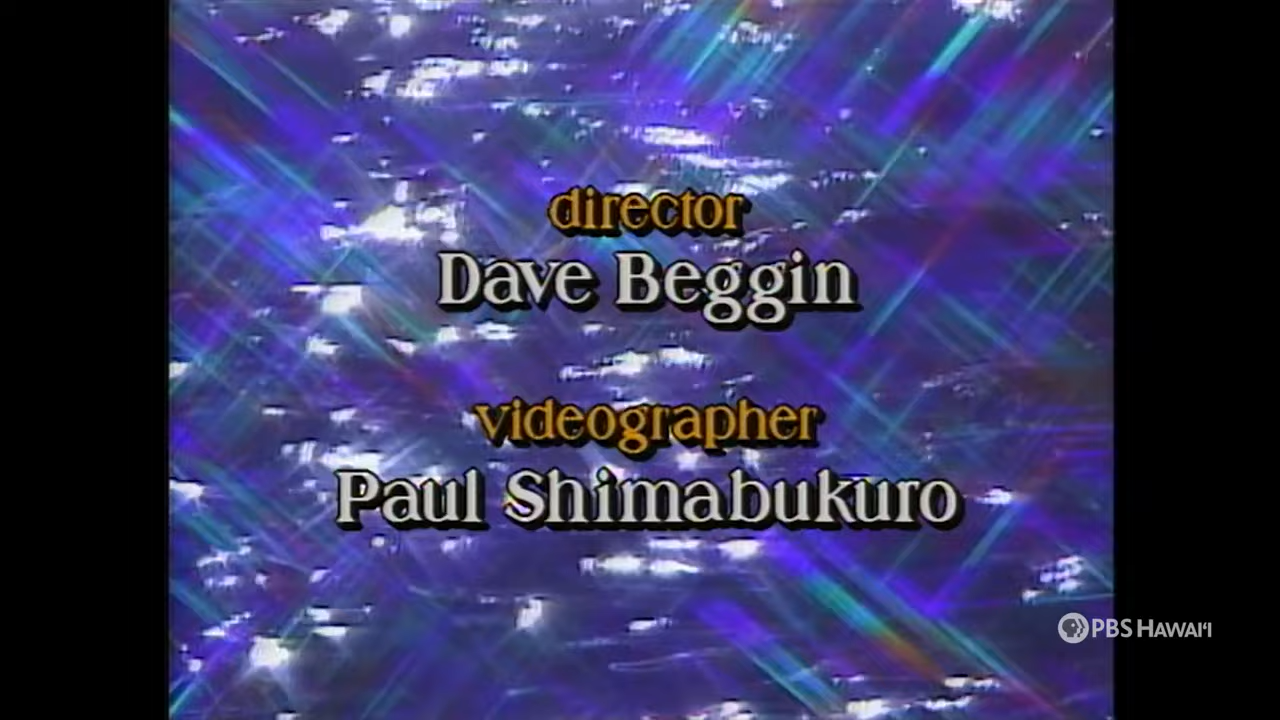 director
Dave Beggin
videographer
Paul Shimabukuro
PBS HAWAIʻI